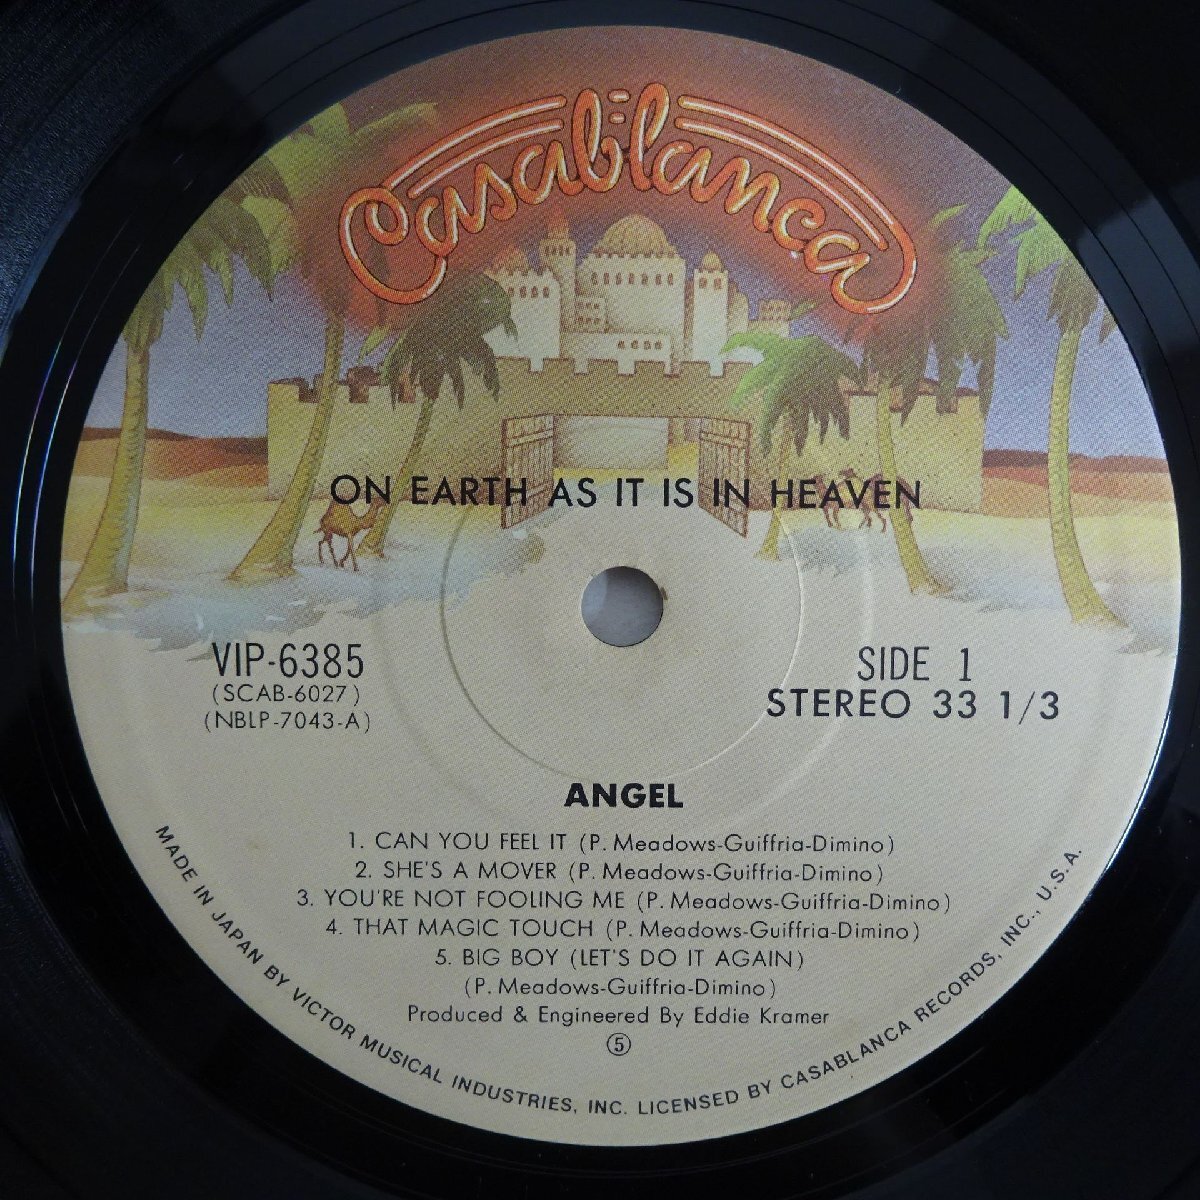 Casablanca
ON EARTH AS IT IS IN HEAVEN
VIP-6385
(SCAB-6027)
(NBLP-7043-A)
SIDE 1
STEREO 33 1/3
ANGEL
1. CAN YOU FEEL IT (P. Meadows-Guiffria-Dimino)
2. SHE'S A MOVER (P. Meadows-Guiffria-Dimino)
3. YOU'RE NOT FOOLING ME (P. Meadows-Guiffria-Dimino)
4. THAT MAGIC TOUCH (P. Meadows-Guiffria-Dimino)
5. BIG BOY (LET'S DO IT AGAIN)
(P. Meadows-Guiffria-Dimino)
Produced & Engineered By Eddie Kramer
⑤
MADE IN JAPAN BY VICTOR MUSICAL INDUSTRIES, INC. LICENSED BY CASABLANCA RECORDS, INC., U.S.A.